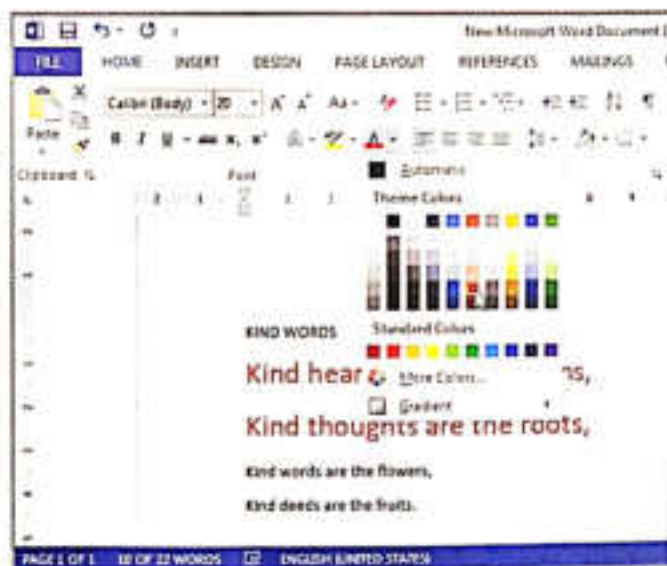 New Microsoft Word Document
FILE HOME INSERT DESIGN PAGE LAYOUT REFERENCES MAILINGS
Calibri (Body) 20 A A Aa
Paste B I U abc x, x² A
Clipboard Font
Automatic
Theme Colors
KIND WORDS
Standard Colors
Kind hear ns,
More Colors...
Gradient
Kind thoughts are the roots,
Kind words are the flowers,
Kind deeds are the fruits.
PAGE 1 OF 1 10 OF 22 WORDS ENGLISH (UNITED STATES)